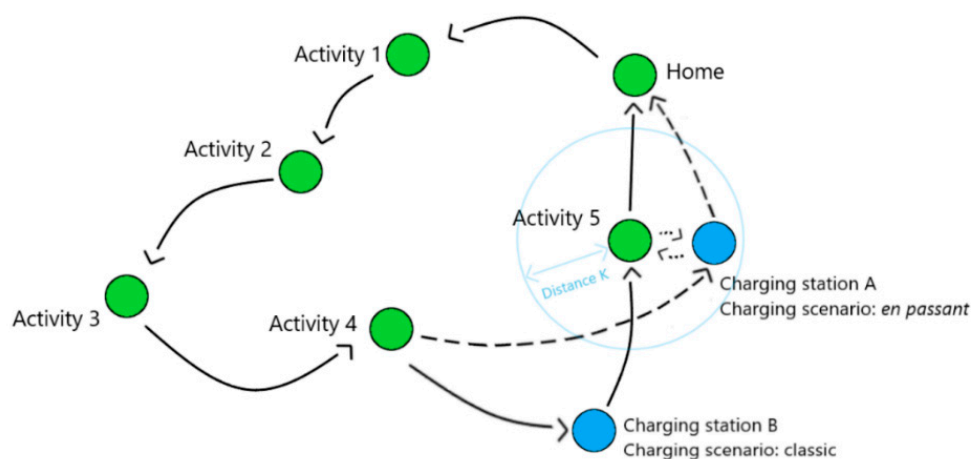 Activity 1
Home
Activity 2
Activity 5
Distance K
Charging station A
Charging scenario: en passant
Activity 3
Activity 4
Charging station B
Charging scenario: classic